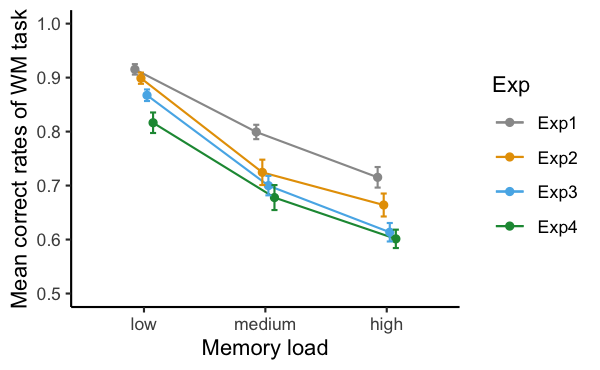 Mean correct rates of WM task
1.0
0.9
0.8
0.7
0.6
0.5
low medium high
Memory load
Exp
Exp1
Exp2
Exp3
Exp4